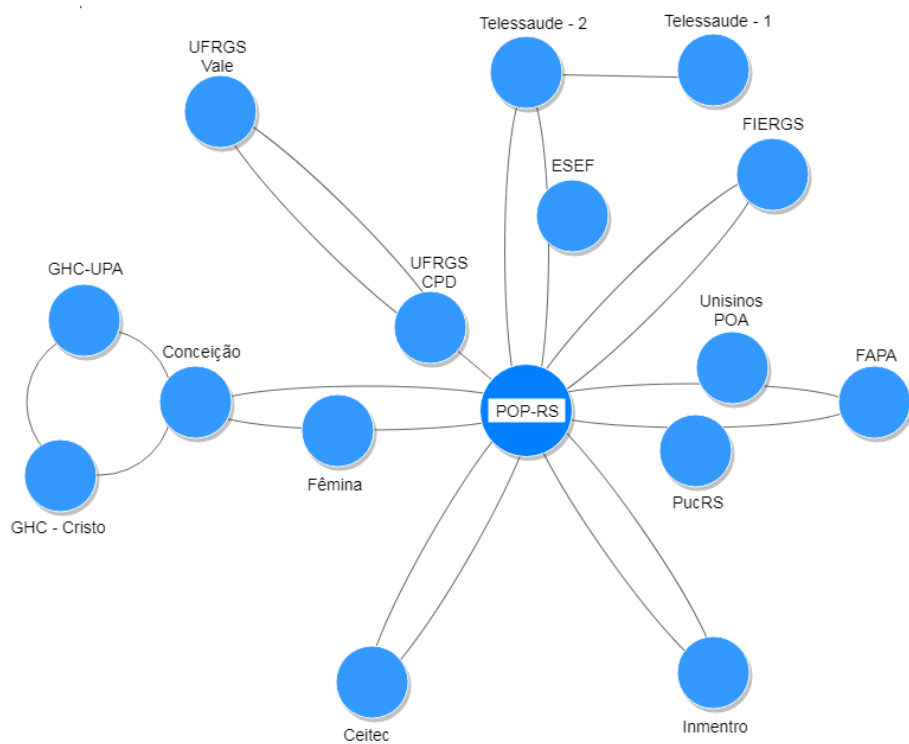 Telessaude - 2
Telessaude - 1
UFRGS
Vale
FIERGS
ESEF
GHC-UPA
UFRGS
CPD
Unisinos
POA
Conceição
FAPA
POP-RS
Fêmina
PucRS
GHC - Cristo
Inmentro
Ceitec